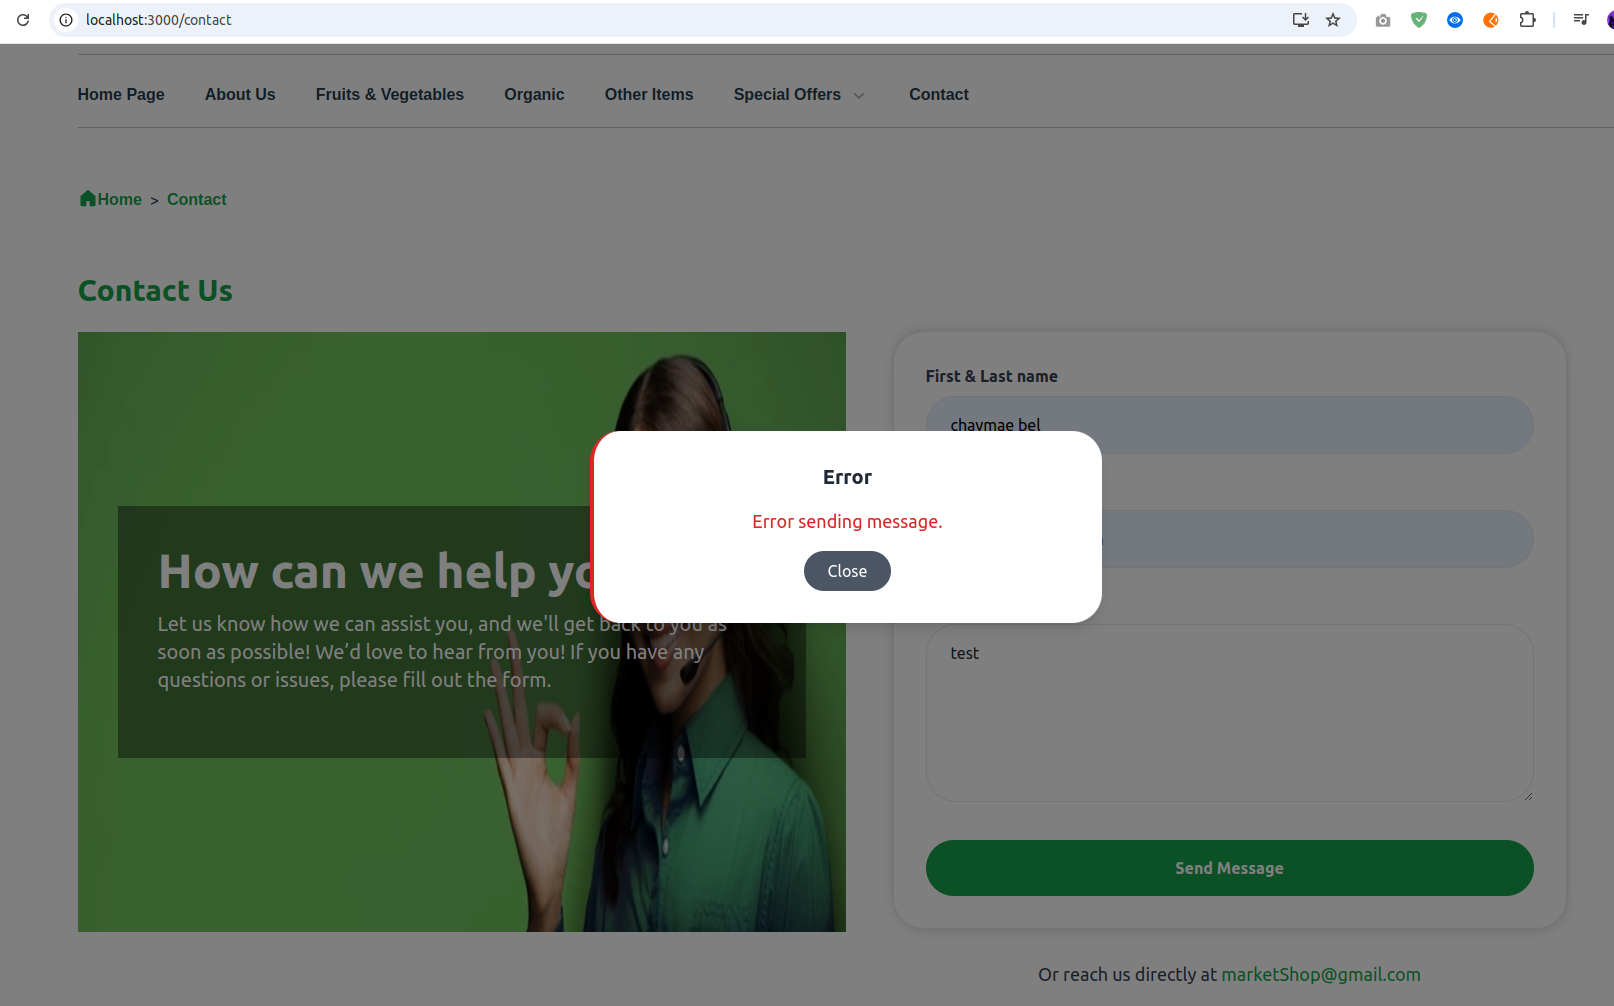 localhost:3000/contact
Home Page About Us Fruits & Vegetables Organic Other Items Special Offers Contact
Home > Contact
Contact Us
First & Last name
chaymae bel
Error
Error sending message.
Close
How can we help
Let us know how we can assist you, and we'll get back to you as
soon as possible! We’d love to hear from you! If you have any
questions or issues, please fill out the form.
test
Send Message
Or reach us directly at marketShop@gmail.com